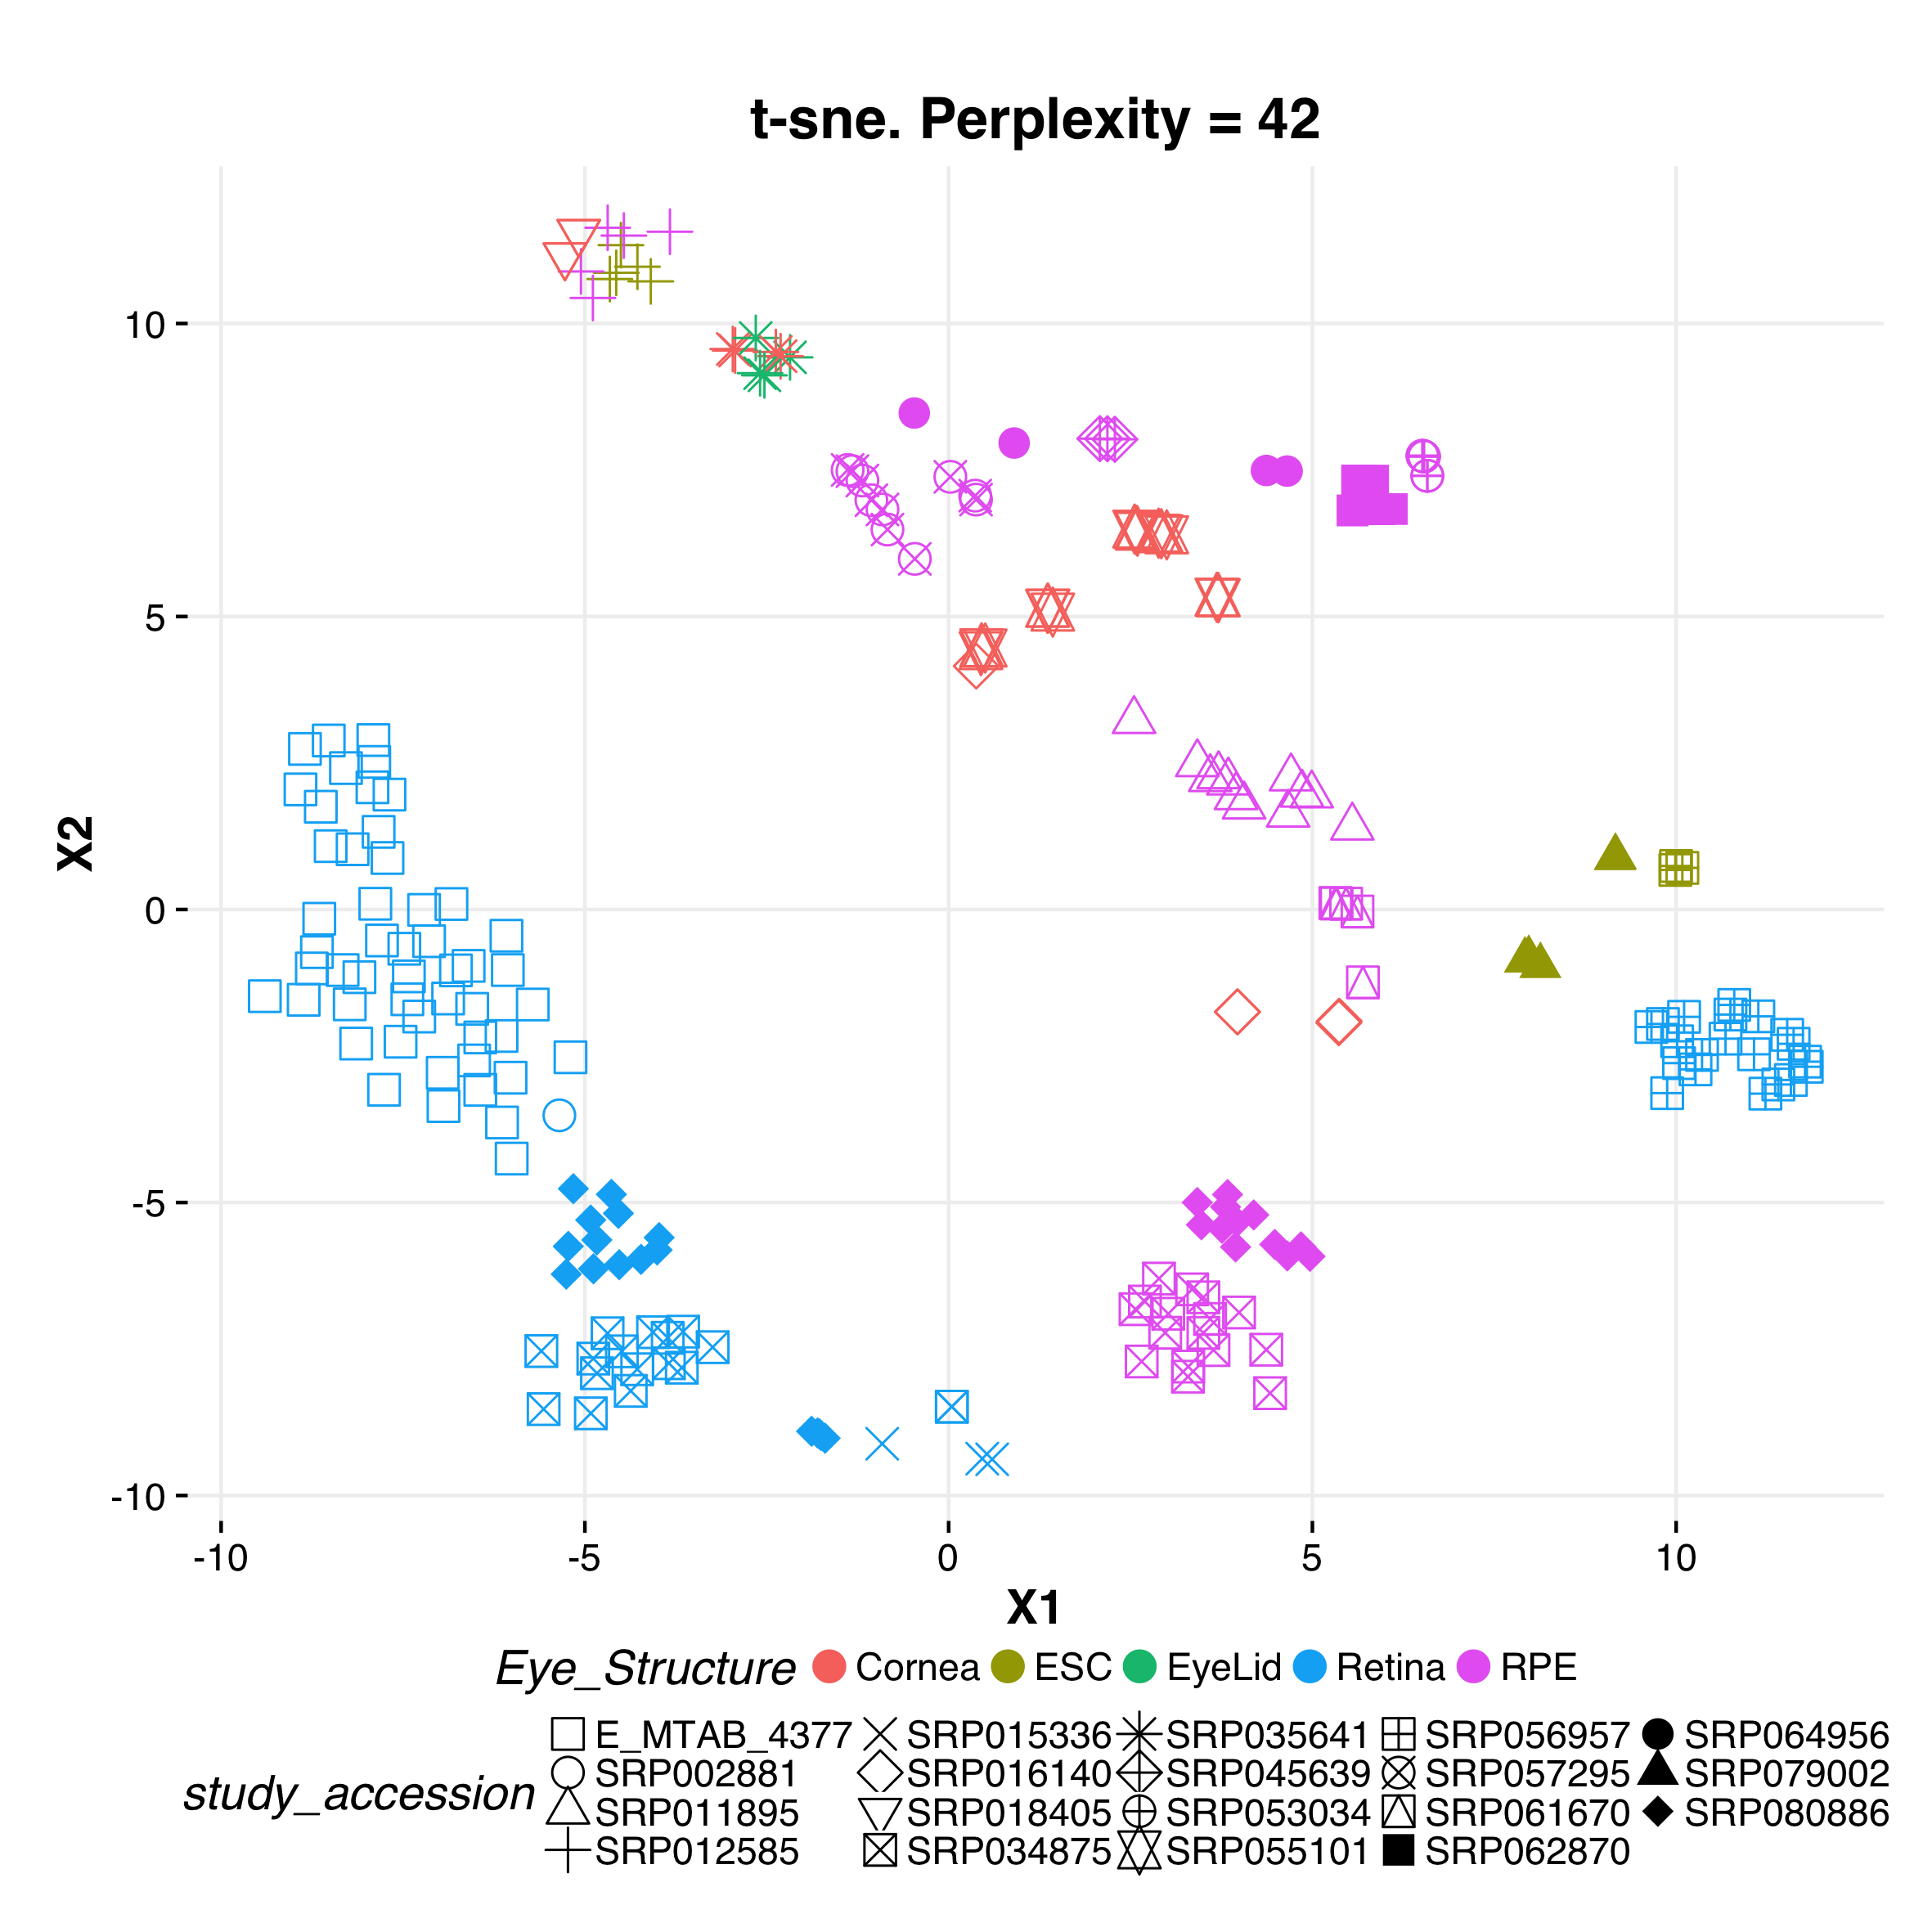 t-sne. Perplexity = 42
10
5
0
-5
-10
X2
-10 -5 0 5 10
X1
Eye_Structure Cornea ESC EyeLid Retina RPE
study_accession
E_MTAB_4377 SRP015336 SRP035641 SRP056957 SRP064956
SRP002881 SRP016140 SRP045639 SRP057295 SRP079002
SRP011895 SRP018405 SRP053034 SRP061670 SRP080886
SRP012585 SRP034875 SRP055101 SRP062870